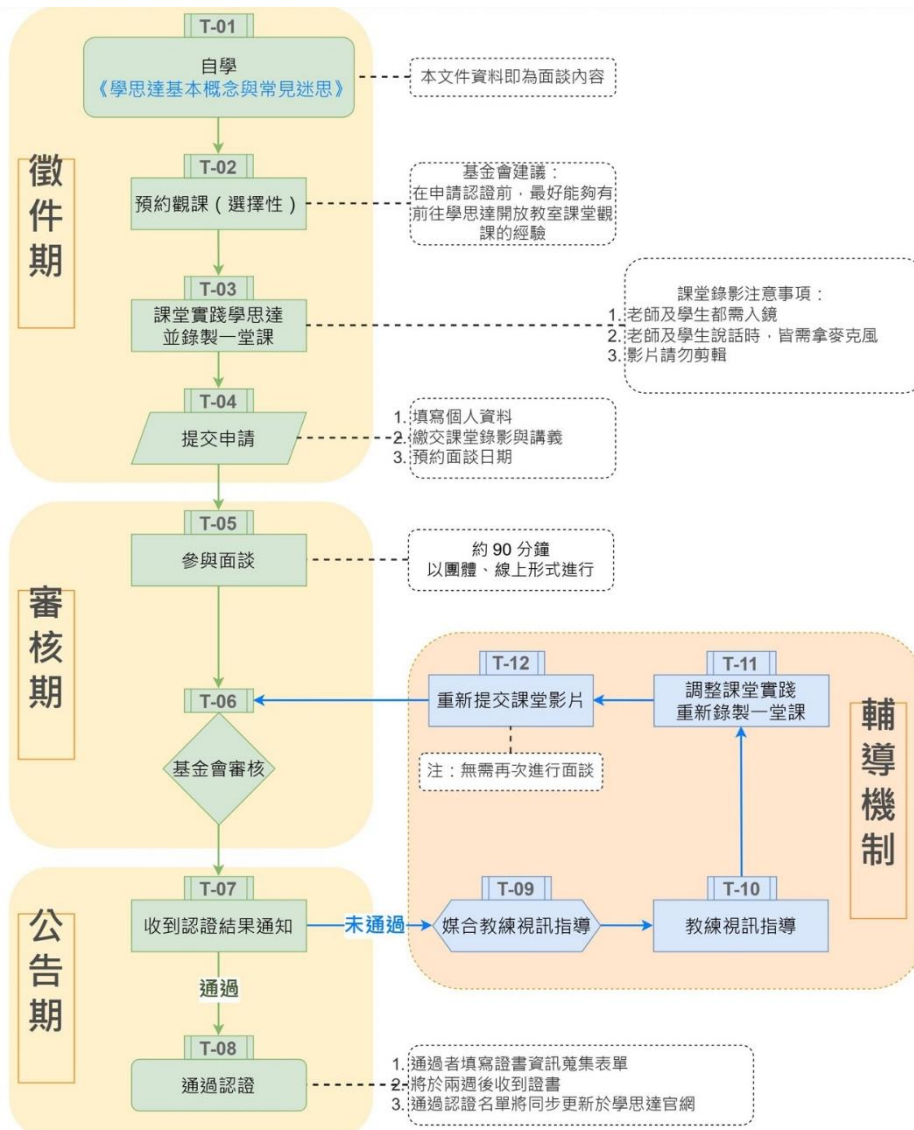 徵件期
T-01
自學
《學思達基本概念與常見迷思》
本文件資料即為面談內容
T-02
預約觀課（選擇性）
基金會建議：
在申請認證前，最好能夠有
前往學思達開放教室課堂觀
課的經驗
T-03
課堂實踐學思達
並錄製一堂課
課堂錄影注意事項：
1. 老師及學生都需入鏡
2. 老師及學生說話時，皆需拿麥克風
3. 影片請勿剪輯
T-04
提交申請
1. 填寫個人資料
2. 繳交課堂錄影與講義
3. 預約面談日期
審核期
T-05
參與面談
約 90 分鐘
以團體、線上形式進行
T-06
基金會審核
輔導機制
T-12
重新提交課堂影片
注：無需再次進行面談
T-11
調整課堂實踐
重新錄製一堂課
公告期
T-07
收到認證結果通知
未通過
T-09
媒合教練視訊指導
T-10
教練視訊指導
通過
T-08
通過認證
1. 通過者填寫證書資訊蒐集表單
2. 將於兩週後收到證書
3. 通過認證名單將同步更新於學思達官網